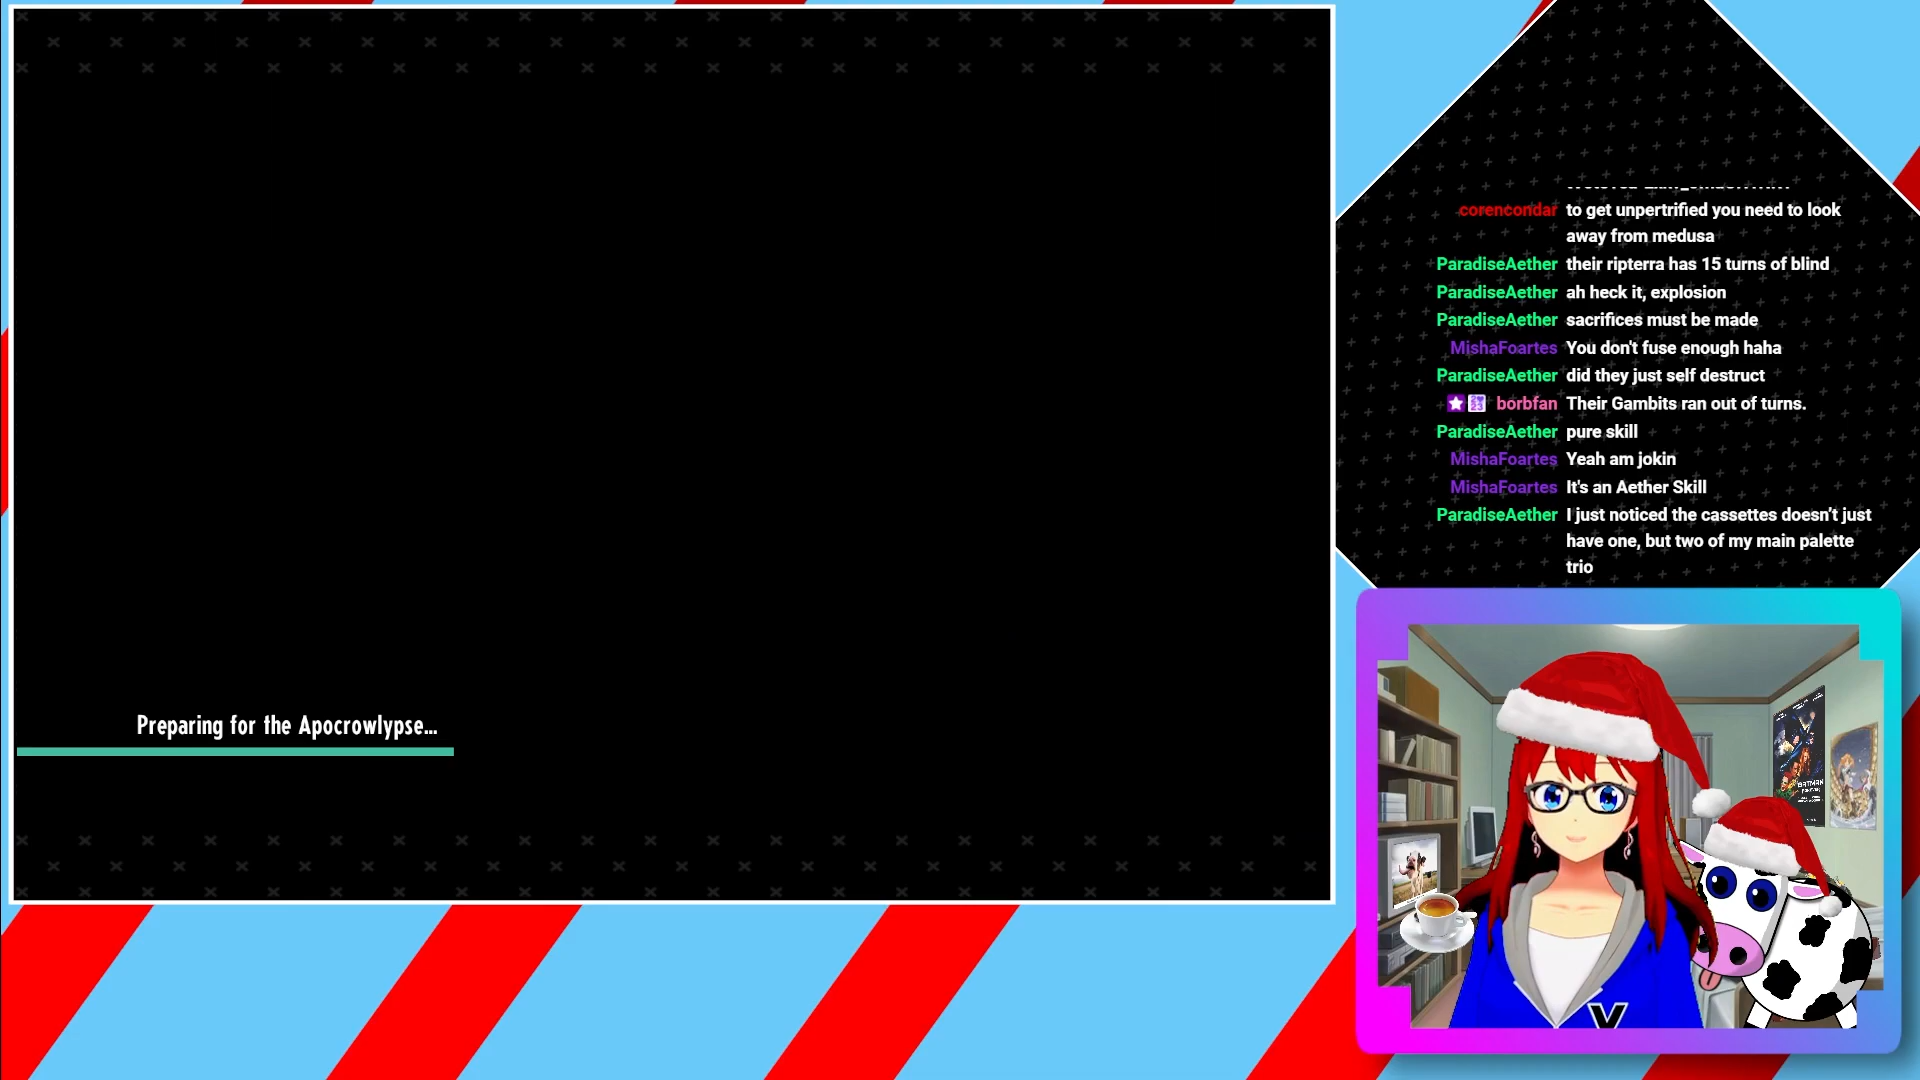 Preparing for the Apocrowlypse...
corencondar to get unpertrified you need to look
away from medusa
ParadiseAether their ripterra has 15 turns of blind
ParadiseAether ah heck it, explosion
ParadiseAether sacrifices must be made
MishaFoartes You don't fuse enough haha
ParadiseAether did they just self destruct
borbfan Their Gambits ran out of turns.
ParadiseAether pure skill
MishaFoartes Yeah am jokin
MishaFoartes It's an Aether Skill
ParadiseAether I just noticed the cassettes doesn't just
have one, but two of my main palette
trio
BATMAN
V